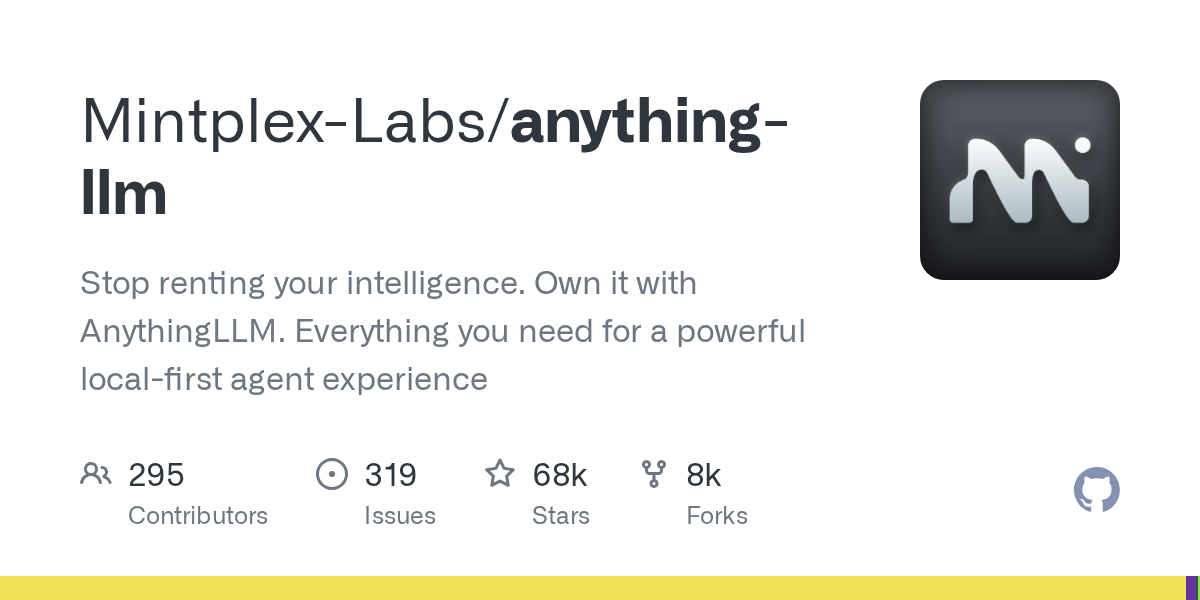 Mintplex-Labs/anything-
llm
Stop renting your intelligence. Own it with
AnythingLLM. Everything you need for a powerful
local-first agent experience
295 319 68k 8k
Contributors Issues Stars Forks